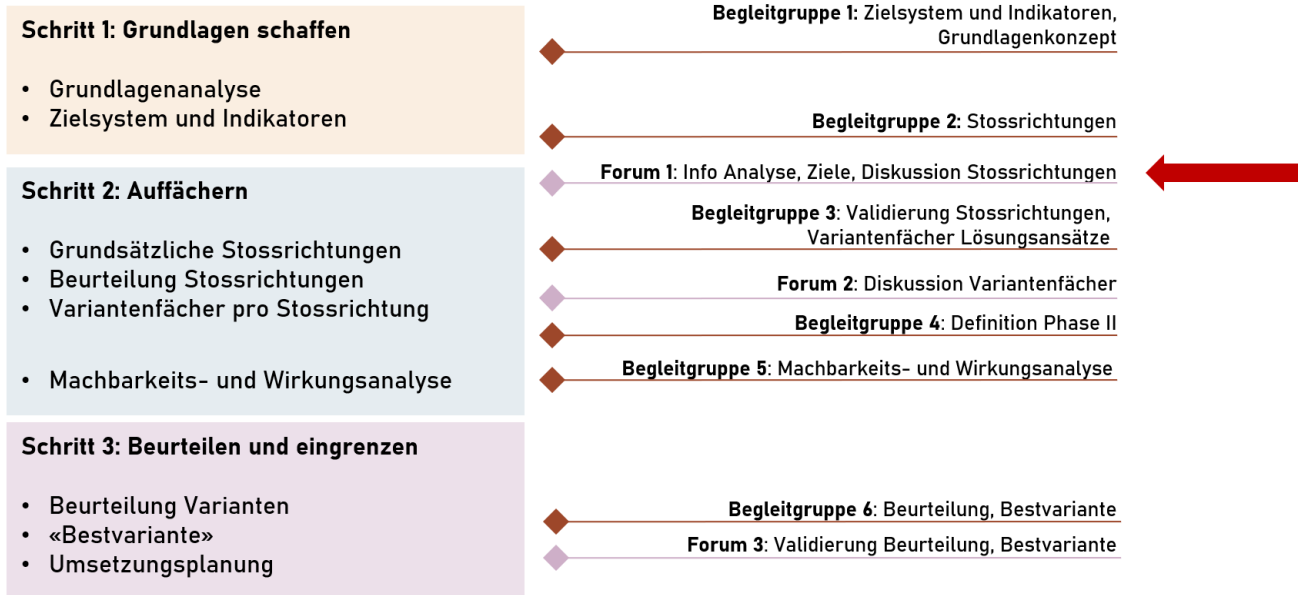 Schritt 1: Grundlagen schaffen
• Grundlagenanalyse
• Zielsystem und Indikatoren
Schritt 2: Auffächern
• Grundsätzliche Stossrichtungen
• Beurteilung Stossrichtungen
• Variantenfächer pro Stossrichtung
• Machbarkeits- und Wirkungsanalyse
Schritt 3: Beurteilen und eingrenzen
• Beurteilung Varianten
• «Bestvariante»
• Umsetzungsplanung
Begleitgruppe 1: Zielsystem und Indikatoren,
Grundlagenkonzept
Begleitgruppe 2: Stossrichtungen
Forum 1: Info Analyse, Ziele, Diskussion Stossrichtungen
Begleitgruppe 3: Validierung Stossrichtungen,
Variantenfächer Lösungsansätze
Forum 2: Diskussion Variantenfächer
Begleitgruppe 4: Definition Phase II
Begleitgruppe 5: Machbarkeits- und Wirkungsanalyse
Begleitgruppe 6: Beurteilung, Bestvariante
Forum 3: Validierung Beurteilung, Bestvariante